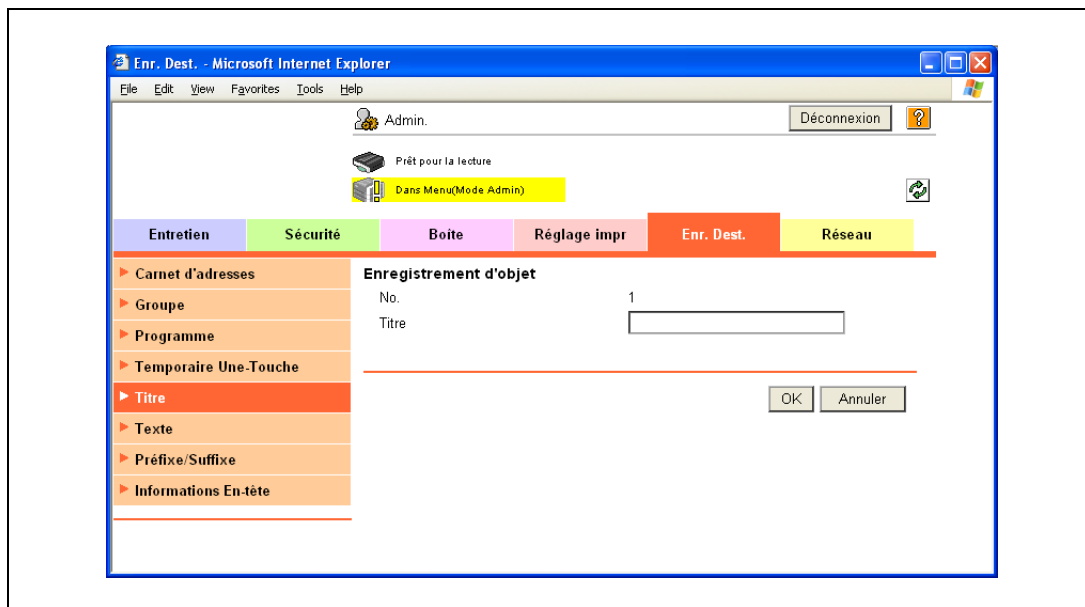 Enr. Dest. - Microsoft Internet Explorer
File Edit View Favorites Tools Help
Admin.
Déconnexion
?
Prêt pour la lecture
Dans Menu(Mode Admin)
Entretien Sécurité Boite Réglage impr Enr. Dest. Réseau
Carnet d'adresses
Groupe
Programme
Temporaire Une-Touche
Titre
Texte
Préfixe/Suffixe
Informations En-tête
Enregistrement d'objet
No. 1
Titre
OK Annuler